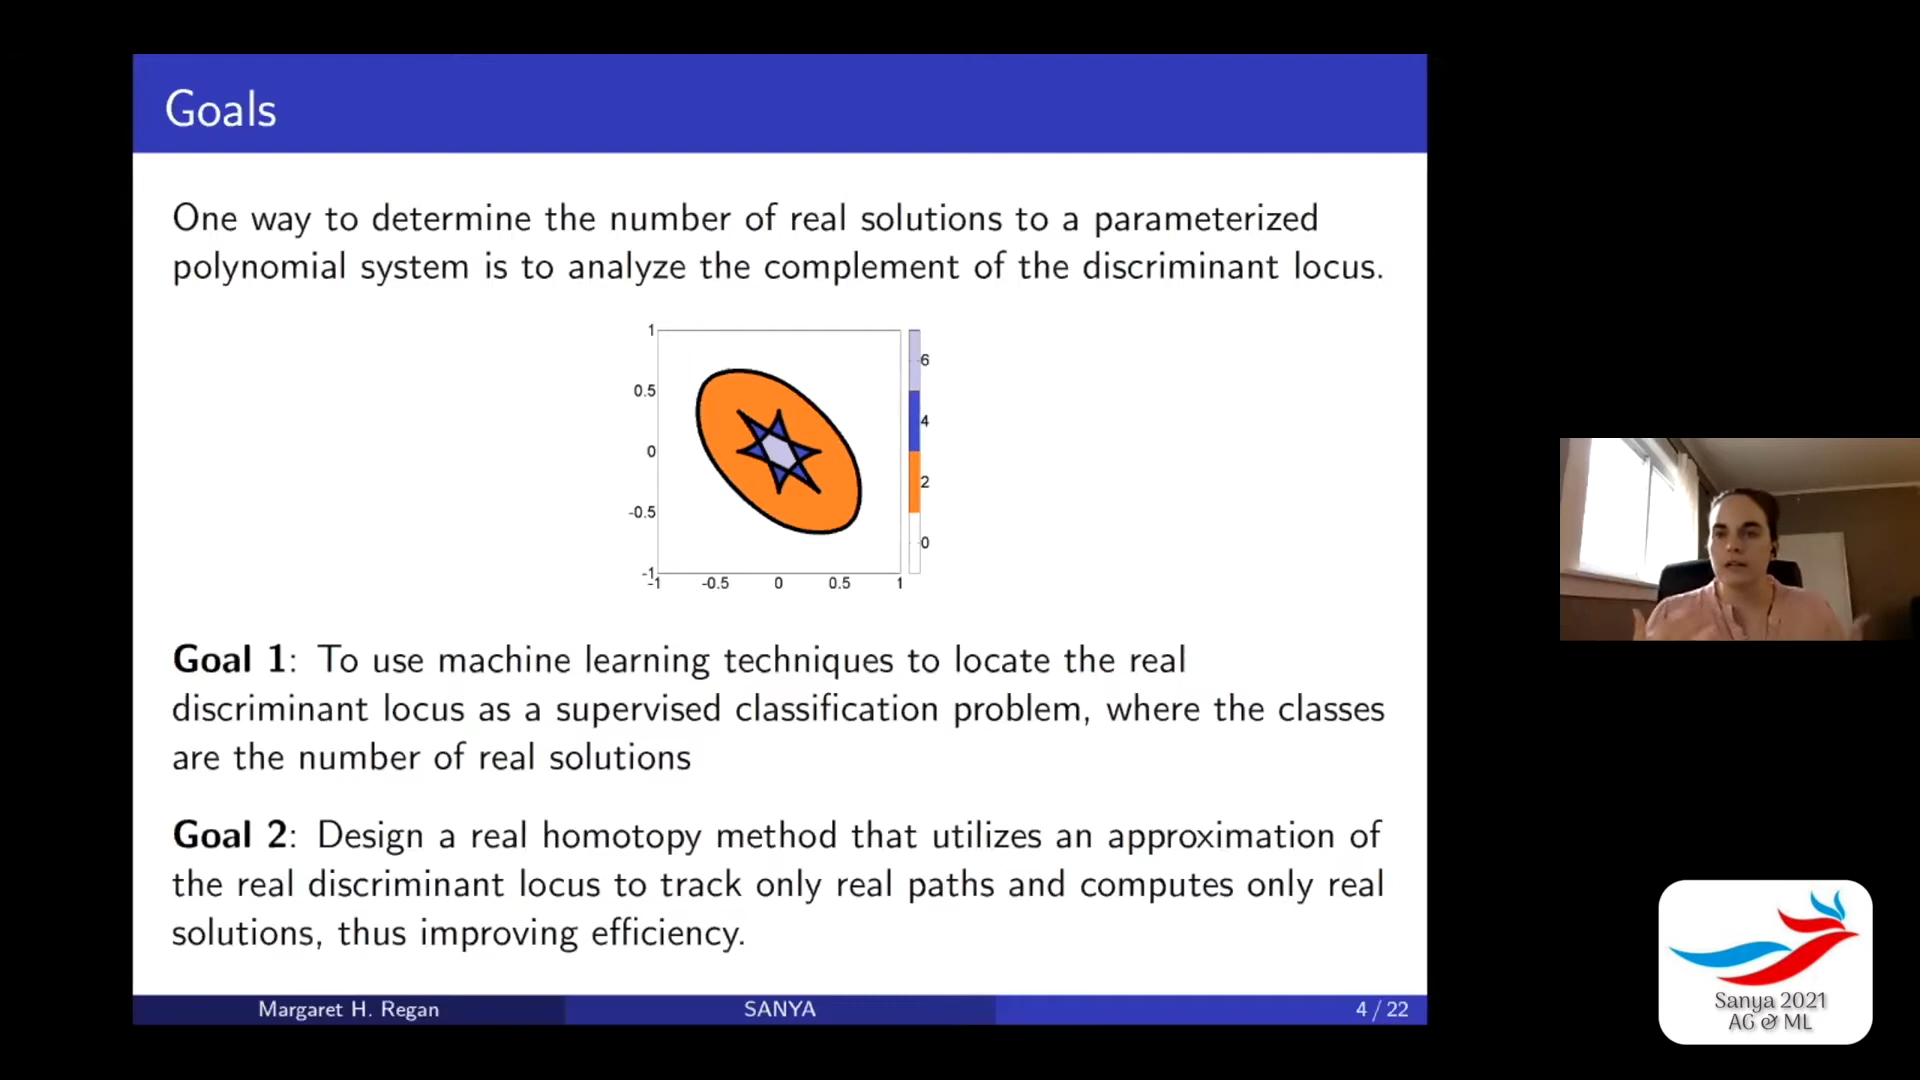 Goals
One way to determine the number of real solutions to a parameterized
polynomial system is to analyze the complement of the discriminant locus.
1
0.5
0
-0.5
-1
-1
-0.5
0
0.5
1
6
4
2
0
Goal 1: To use machine learning techniques to locate the real
discriminant locus as a supervised classification problem, where the classes
are the number of real solutions
Goal 2: Design a real homotopy method that utilizes an approximation of
the real discriminant locus to track only real paths and computes only real
solutions, thus improving efficiency.
Margaret H. Regan
SANYA
4 / 22
Sanya 2021
AG & ML